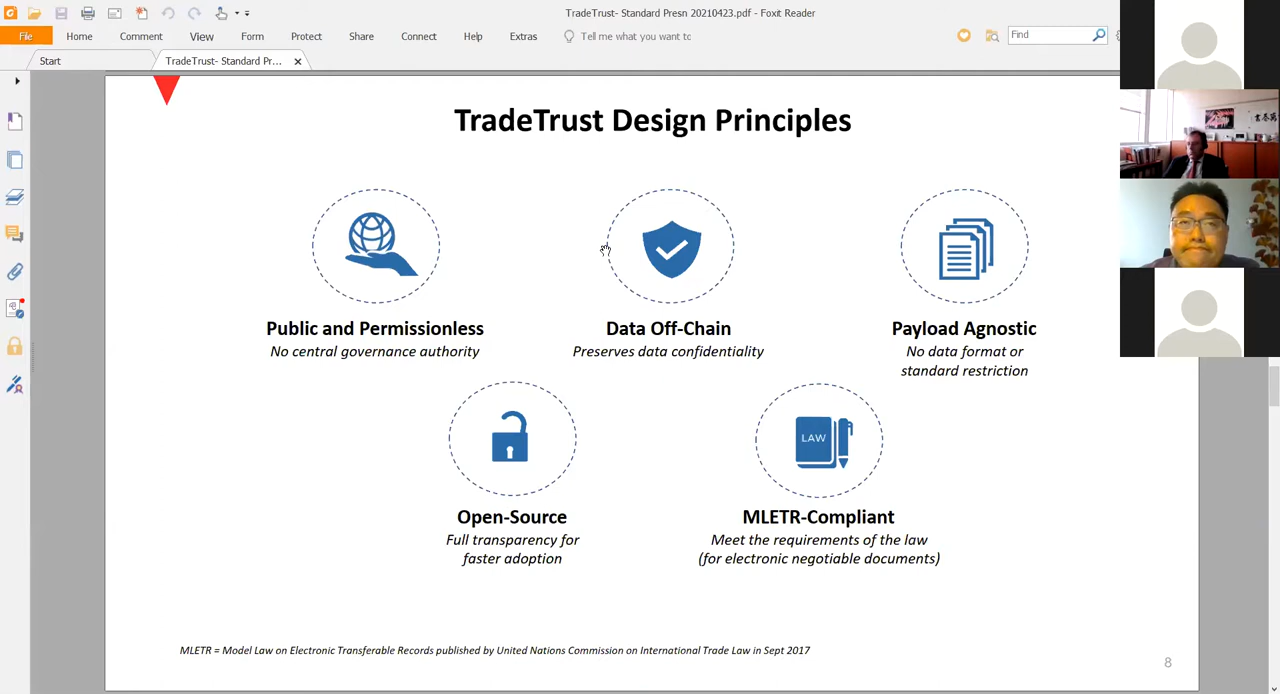 TradeTrust- Standard Presn 20210423.pdf - Foxit Reader
File Home Comment View Form Protect Share Connect Help Extras Tell me what you want to Find
Start TradeTrust- Standard Pr...
TradeTrust Design Principles
Public and Permissionless
No central governance authority
Data Off-Chain
Preserves data confidentiality
Payload Agnostic
No data format or
standard restriction
Open-Source
Full transparency for
faster adoption
LAW
MLETR-Compliant
Meet the requirements of the law
(for electronic negotiable documents)
MLETR = Model Law on Electronic Transferable Records published by United Nations Commission on International Trade Law in Sept 2017
8